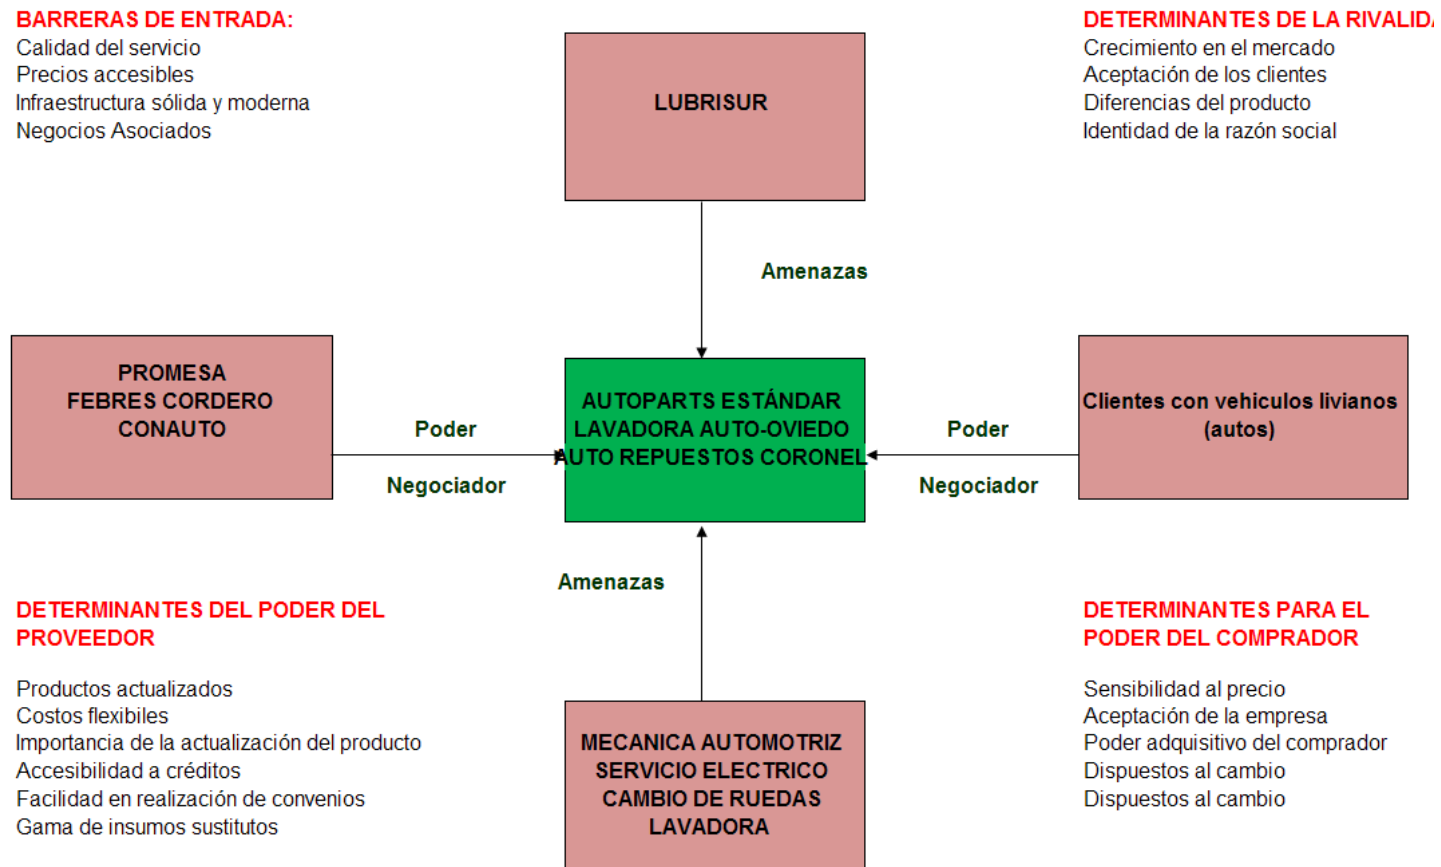 BARRERAS DE ENTRADA:
Calidad del servicio
Precios accesibles
Infraestructura sólida y moderna
Negocios Asociados
LUBRISUR
DETERMINANTES DE LA RIVALIDA
Crecimiento en el mercado
Aceptación de los clientes
Diferencias del producto
Identidad de la razón social
Amenazas
PROMESA
FEBRES CORDERO
CONAUTO
Poder
Negociador
AUTOPARTS ESTÁNDAR
LAVADORA AUTO-OVIEDO
AUTO REPUESTOS CORONEL
Poder
Negociador
Clientes con vehiculos livianos
(autos)
Amenazas
DETERMINANTES DEL PODER DEL
PROVEEDOR
Productos actualizados
Costos flexibiles
Importancia de la actualización del producto
Accesibilidad a créditos
Facilidad en realización de convenios
Gama de insumos sustitutos
MECANICA AUTOMOTRIZ
SERVICIO ELECTRICO
CAMBIO DE RUEDAS
LAVADORA
DETERMINANTES PARA EL
PODER DEL COMPRADOR
Sensibilidad al precio
Aceptación de la empresa
Poder adquisitivo del comprador
Dispuestos al cambio
Dispuestos al cambio